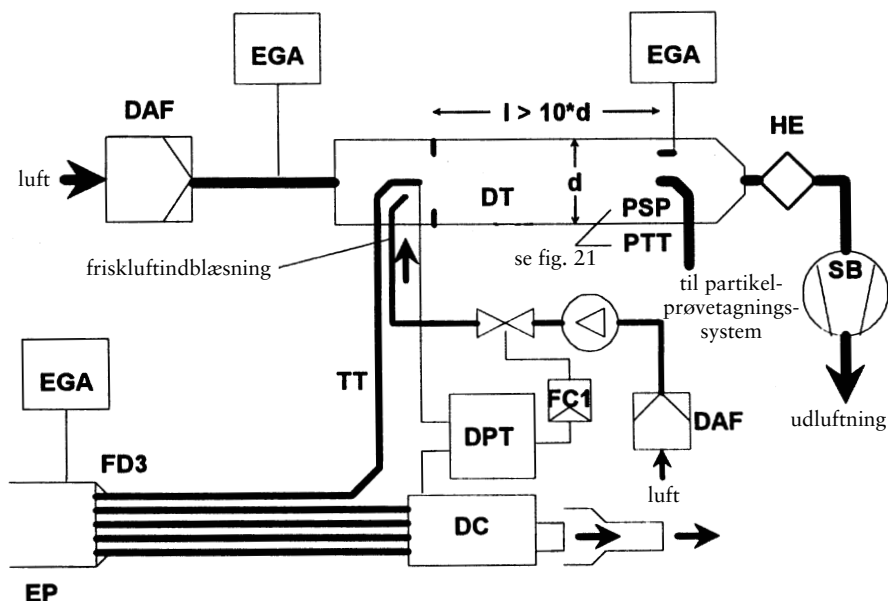 EGA
EGA
DAF
l > 10*d
HE
luft
d
DT
PSP
PTT
se fig. 21
friskluftindblæsning
til partikel-
prøvetagnings-
system
SB
EGA
TT
FC1
DAF
DPT
udluftning
FD3
luft
DC
EP